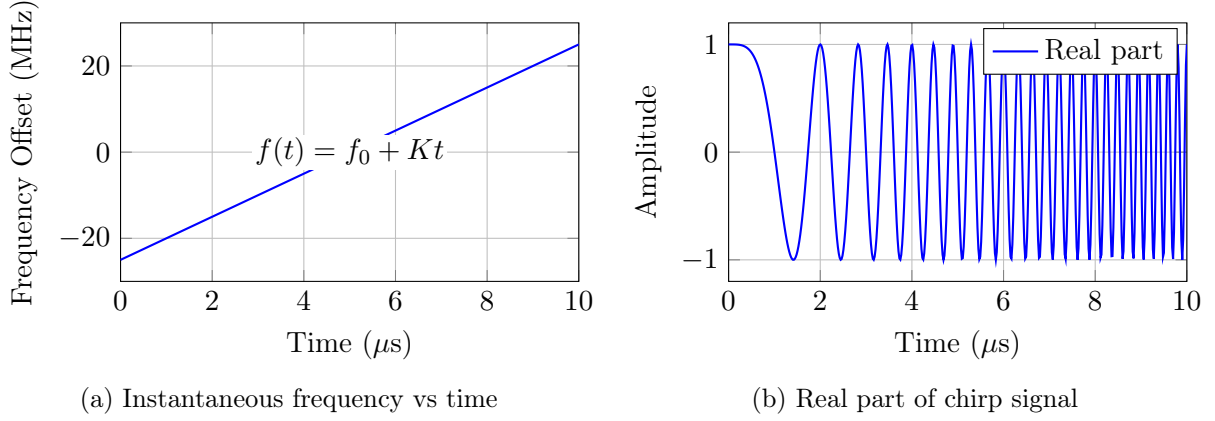 Frequency Offset (MHz)
20
0
−20
f(t) = f₀ + Kt
0 2 4 6 8 10
Time (μs)
(a) Instantaneous frequency vs time
Amplitude
1
0
−1
Real part
0 2 4 6 8 10
Time (μs)
(b) Real part of chirp signal